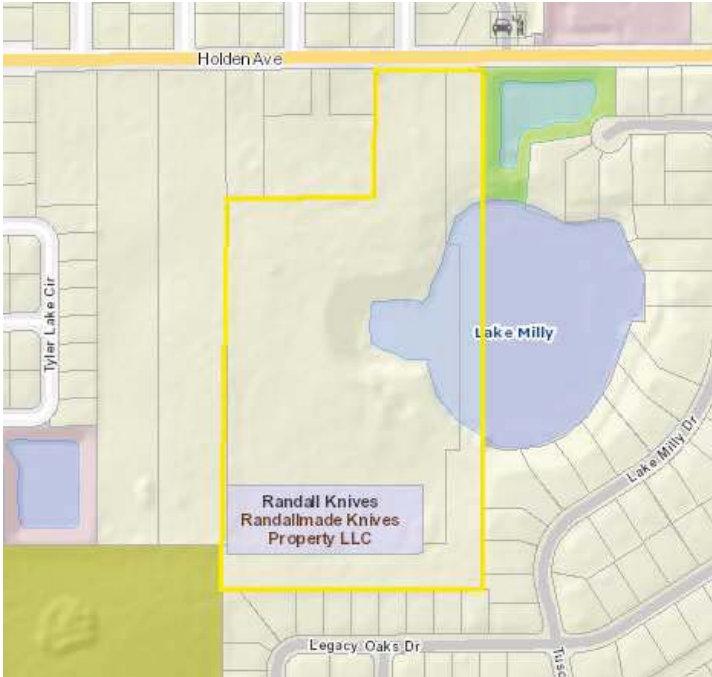 Holden Ave
Tyler Lake Cir
Lake Milly
Lake Milly Dr
Randall Knives
Randallmade Knives
Property LLC
Legacy Oaks Dr
Tusc